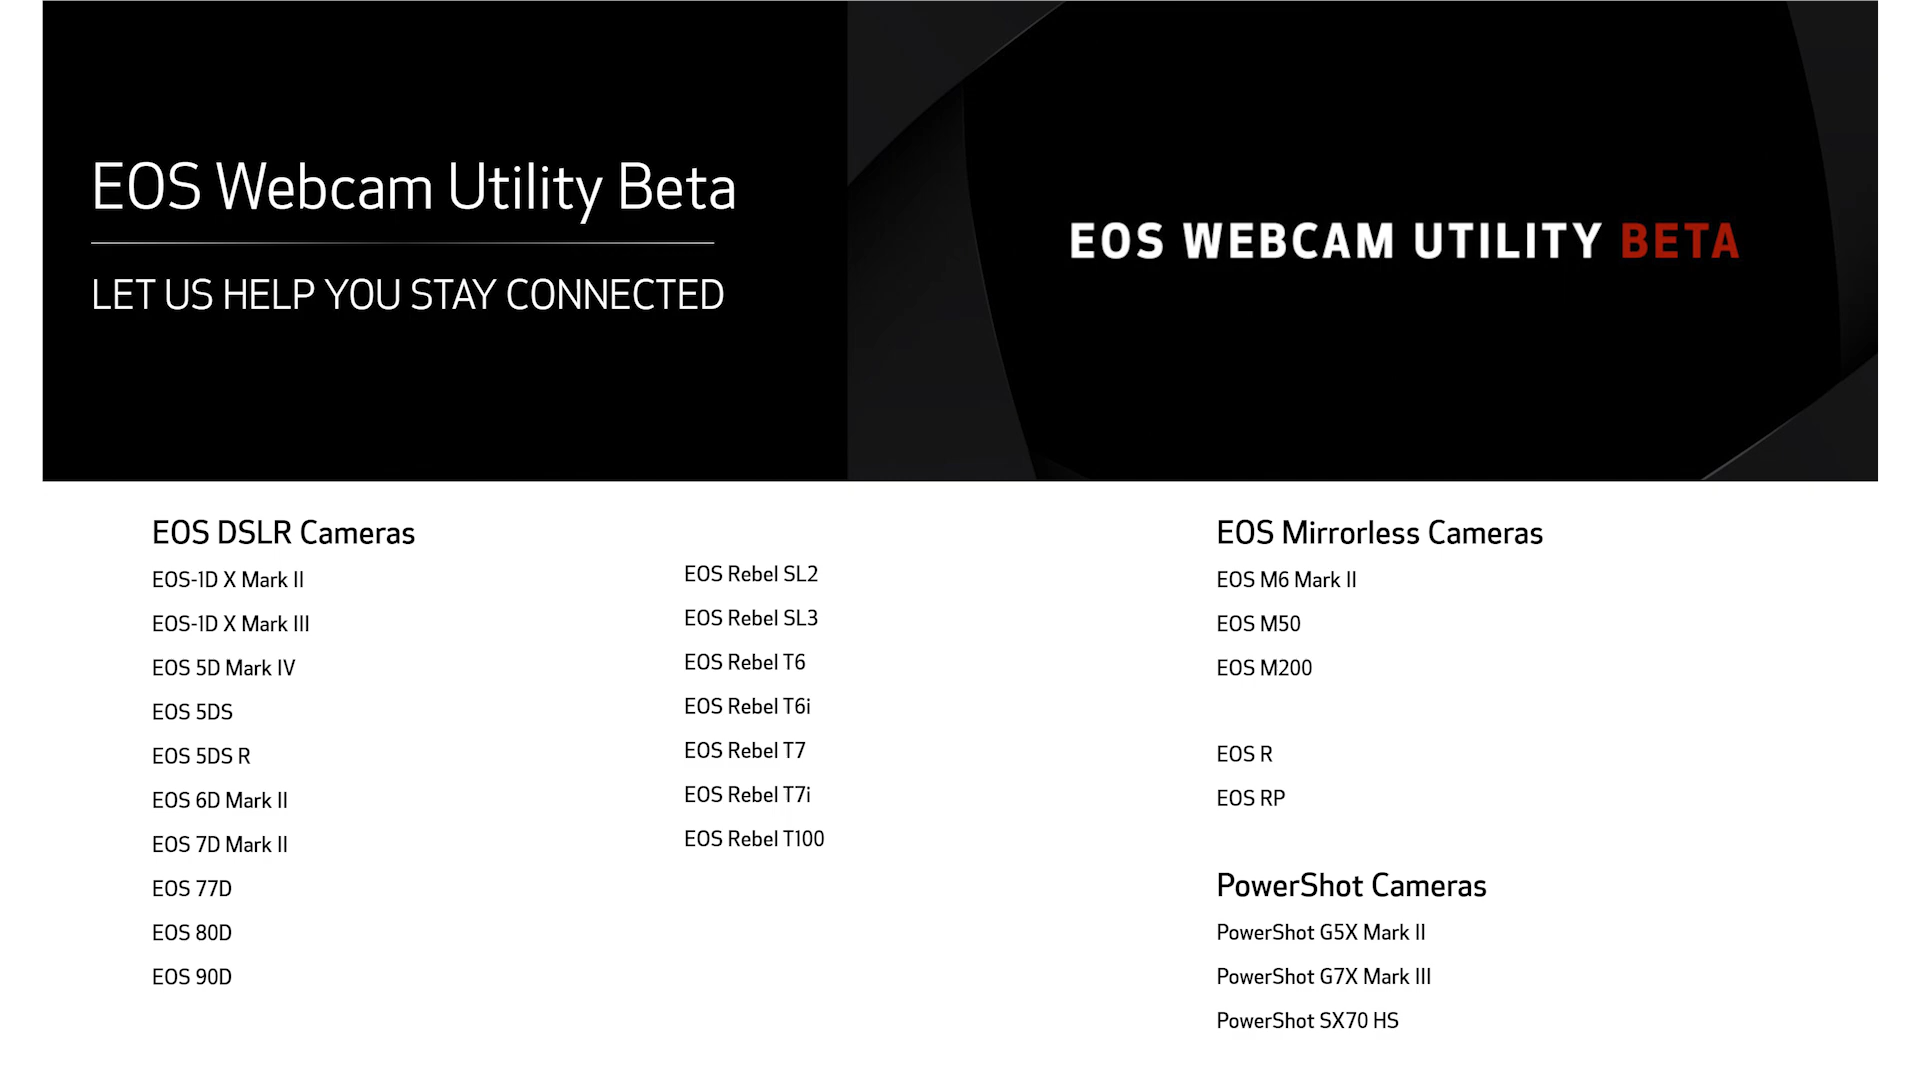 EOS Webcam Utility Beta
LET US HELP YOU STAY CONNECTED
EOS WEBCAM UTILITY BETA
EOS DSLR Cameras
EOS-1D X Mark II
EOS-1D X Mark III
EOS 5D Mark IV
EOS 5DS
EOS 5DS R
EOS 6D Mark II
EOS 7D Mark II
EOS 77D
EOS 80D
EOS 90D
EOS Rebel SL2
EOS Rebel SL3
EOS Rebel T6
EOS Rebel T6i
EOS Rebel T7
EOS Rebel T7i
EOS Rebel T100
EOS Mirrorless Cameras
EOS M6 Mark II
EOS M50
EOS M200
EOS R
EOS RP
PowerShot Cameras
PowerShot G5X Mark II
PowerShot G7X Mark III
PowerShot SX70 HS